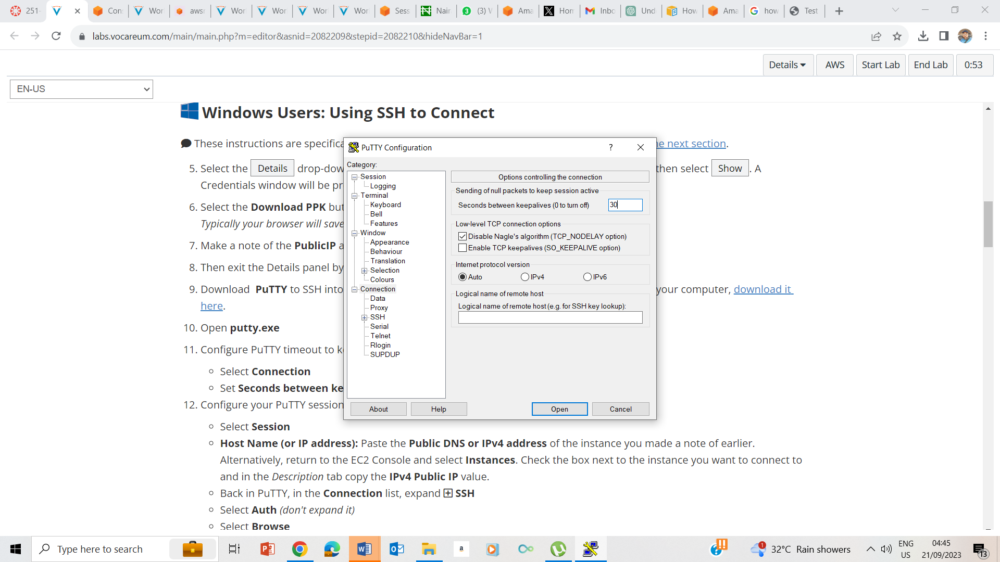 251-
Con
Wor
awsr
Wor
Wor
Wor
Wor
Sess
Nair
(3) V
Ama
Hom
Inbo
Und
How
Ama
how
Test
labs.vocareum.com/main/main.php?m=editor&asnid=2082209&stepid=2082210&hideNavBar=1
Details
AWS
Start Lab
End Lab
0:53
EN-US
Windows Users: Using SSH to Connect
These instructions are specifica
he next section.
5. Select the Details drop-dow
then select Show . A
Credentials window will be pr
6. Select the Download PPK but
Typically your browser will save
7. Make a note of the PublicIP a
8. Then exit the Details panel by
9. Download PuTTY to SSH into
your computer, download it
here.
10. Open putty.exe
11. Configure PuTTY timeout to k
Select Connection
Set Seconds between ke
12. Configure your PuTTY session
Select Session
Host Name (or IP address): Paste the Public DNS or IPv4 address of the instance you made a note of earlier.
Alternatively, return to the EC2 Console and select Instances. Check the box next to the instance you want to connect to
and in the Description tab copy the IPv4 Public IP value.
Back in PuTTY, in the Connection list, expand SSH
Select Auth (don't expand it)
Select Browse
PuTTY Configuration
?
Category:
Session
Logging
Terminal
Keyboard
Bell
Features
Window
Appearance
Behaviour
Translation
Selection
Colours
Connection
Data
Proxy
SSH
Serial
Telnet
Rlogin
SUPDUP
Options controlling the connection
Sending of null packets to keep session active
Seconds between keepalives (0 to turn off)
30
Low-level TCP connection options
Disable Nagle's algorithm (TCP_NODELAY option)
Enable TCP keepalives (SO_KEEPALIVE option)
Internet protocol version
Auto
IPv4
IPv6
Logical name of remote host
Logical name of remote host (e.g. for SSH key lookup):
About
Help
Open
Cancel
Type here to search
a
1
32°C Rain showers
ENG
US
04:45
21/09/2023
13